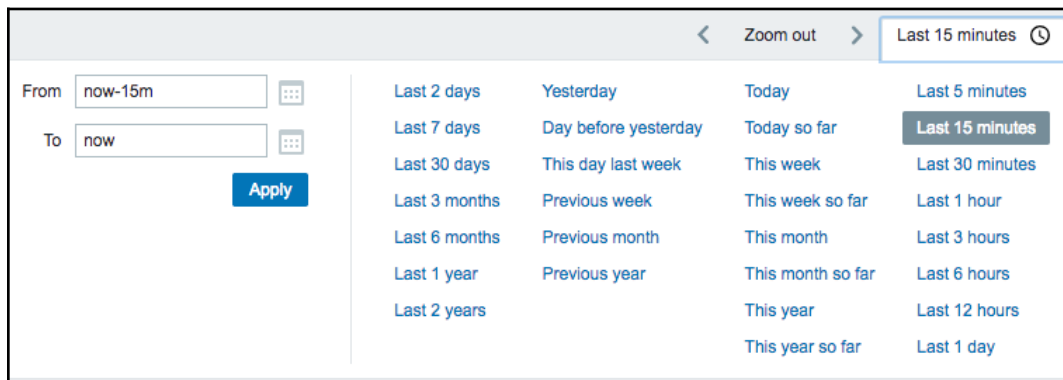 Zoom out
Last 15 minutes
From now-15m
To now
Apply
Last 2 days
Last 7 days
Last 30 days
Last 3 months
Last 6 months
Last 1 year
Last 2 years
Yesterday
Day before yesterday
This day last week
Previous week
Previous month
Previous year
Today
Today so far
This week
This week so far
This month
This month so far
This year
This year so far
Last 5 minutes
Last 15 minutes
Last 30 minutes
Last 1 hour
Last 3 hours
Last 6 hours
Last 12 hours
Last 1 day